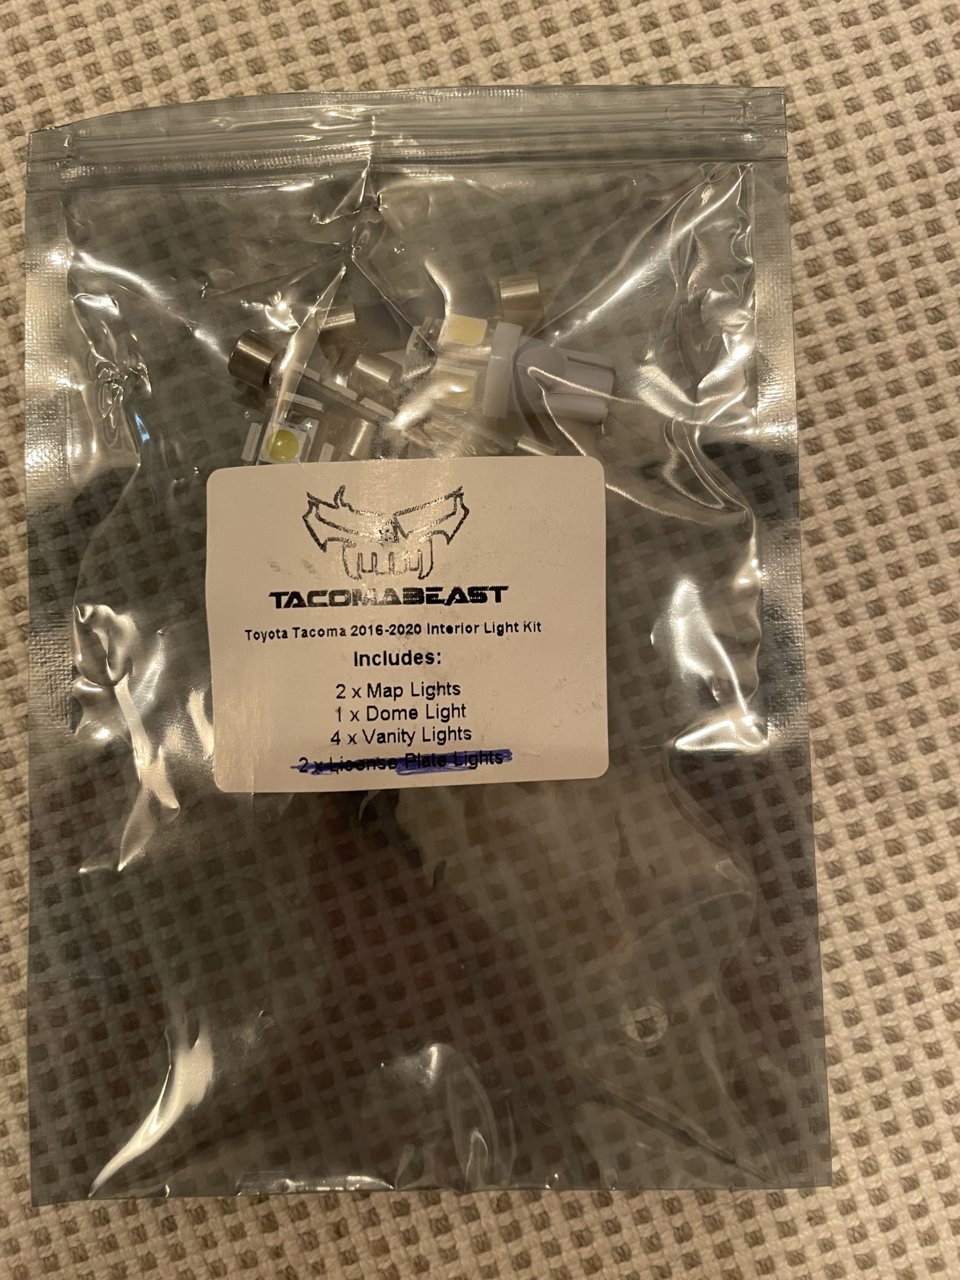 TACOMABEAST
Toyota Tacoma 2016-2020 Interior Light Kit
Includes:
2 x Map Lights
1 x Dome Light
4 x Vanity Lights
2 x License Plate Lights